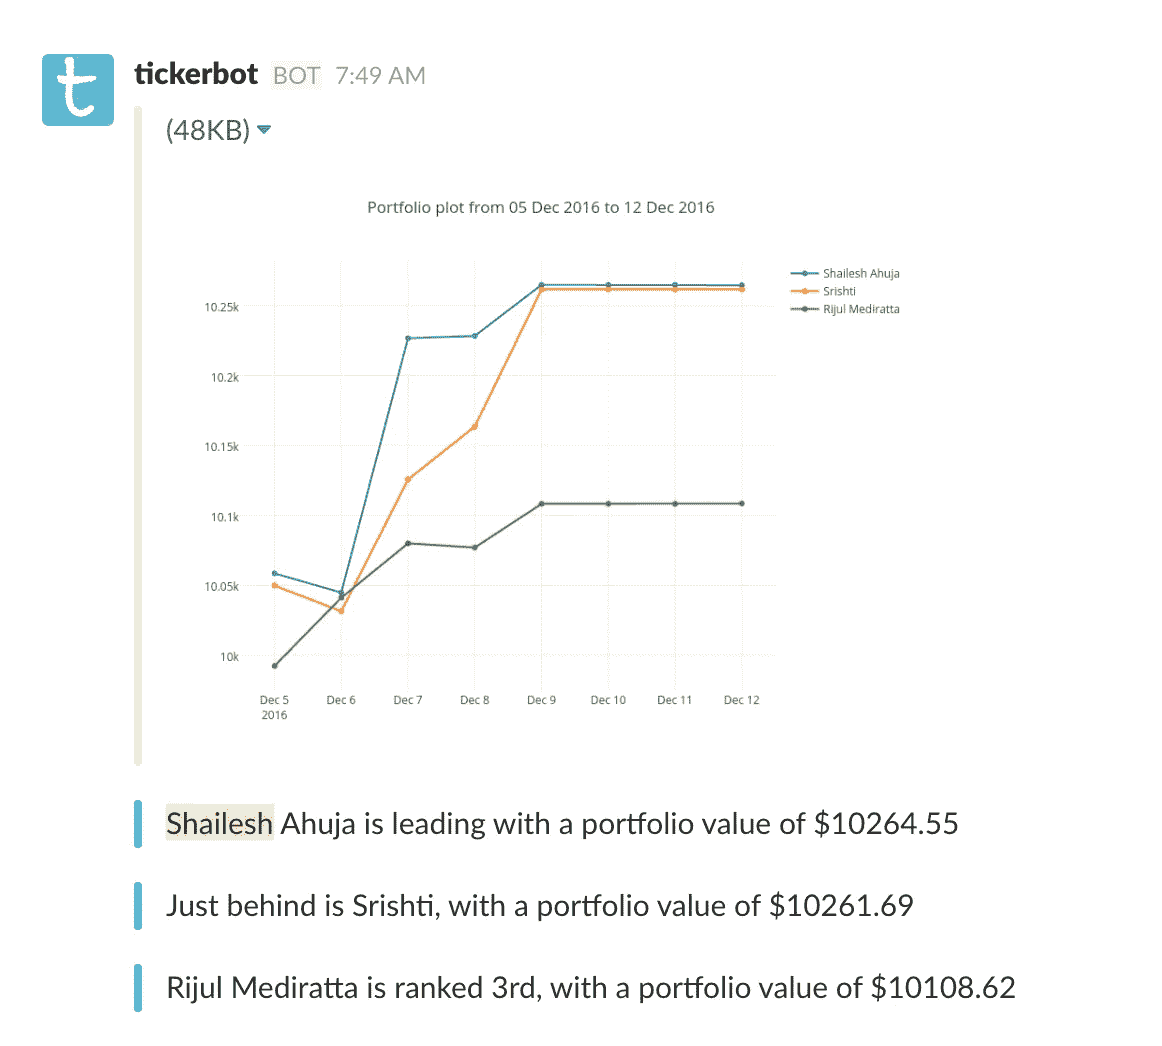 t
tickerbot BOT 7:49 AM
(48KB)
Portfolio plot from 05 Dec 2016 to 12 Dec 2016
Shailesh Ahuja
Srishti
Rijul Mediratta
10.25k
10.2k
10.15k
10.1k
10.05k
10k
Dec 5 Dec 6 Dec 7 Dec 8 Dec 9 Dec 10 Dec 11 Dec 12
2016
Shailesh Ahuja is leading with a portfolio value of $10264.55
Just behind is Srishti, with a portfolio value of $10261.69
Rijul Mediratta is ranked 3rd, with a portfolio value of $10108.62